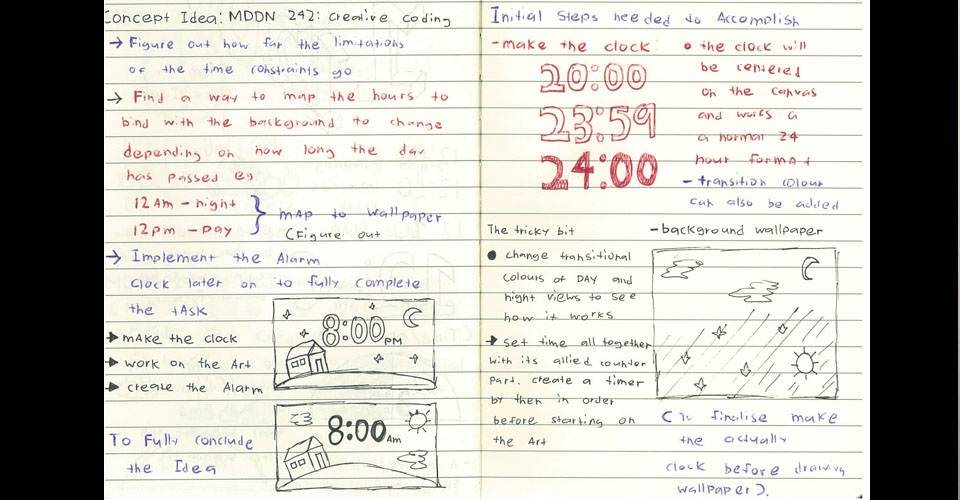 Concept Idea: MDDN 242: creative coding
→ Figure out how far the limitations
of the time constraints go
→ Find a way to map the hours to
bind with the background to change
depending on how long the day
has passed eg
12Am - night
12pm - Day
map to wallpaper
(Figure out
→ Implement the Alarm
clock later on to fully complete
the task
make the clock
work on the Art
create the Alarm
8:00 PM
To Fully conclude
the Idea
8:00 Am
Initial Steps needed to Accomplish
- make the clock
20:00
23:59
24:00
• the clock will
be centered
on the canvas
and works a
a normal 24
hour format
- transition colour
can also be added
The tricky bit
• change transitional
colours of DAY and
night views to see
how it works
set time all together
with its allied counter
part. create a timer
by then in order
before starting on
the Art
- background wallpaper
(To finalise make
the actually
clock before drawing
wallpaper).